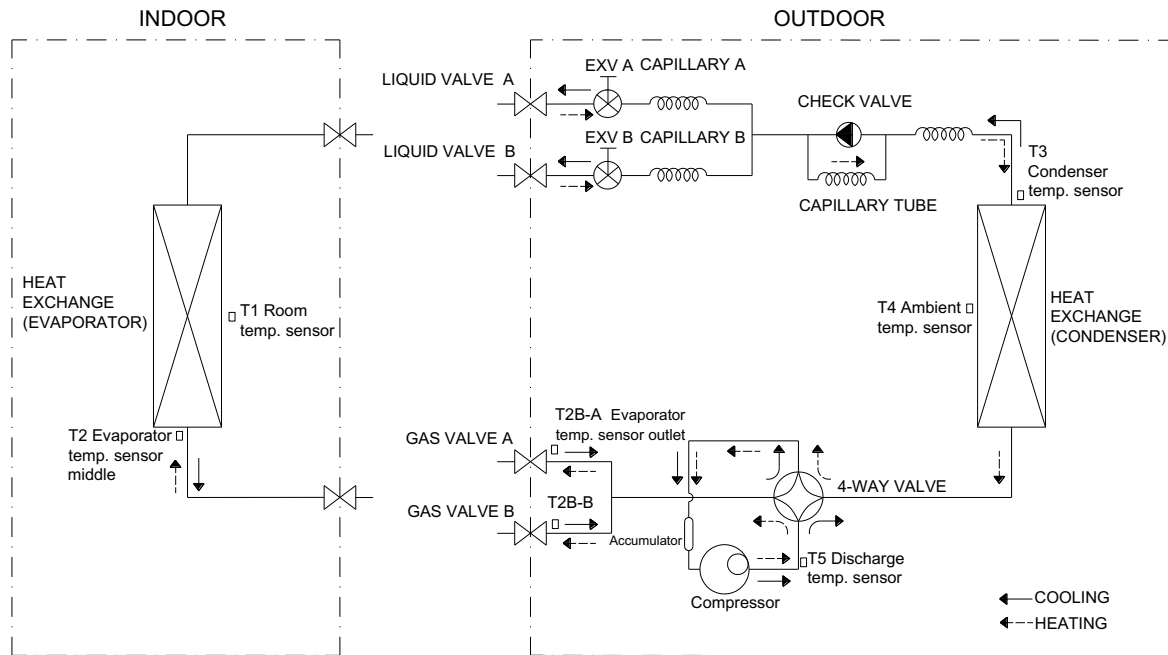 INDOOR
OUTDOOR
LIQUID VALVE A
EXV A
CAPILLARY A
LIQUID VALVE B
EXV B
CAPILLARY B
CHECK VALVE
CAPILLARY TUBE
T3
Condenser
temp. sensor
HEAT
EXCHANGE
(EVAPORATOR)
T1 Room
temp. sensor
T4 Ambient
temp. sensor
HEAT
EXCHANGE
(CONDENSER)
T2 Evaporator
temp. sensor
middle
GAS VALVE A
T2B-A Evaporator
temp. sensor outlet
GAS VALVE B
T2B-B
4-WAY VALVE
Accumulator
T5 Discharge
temp. sensor
Compressor
COOLING
HEATING